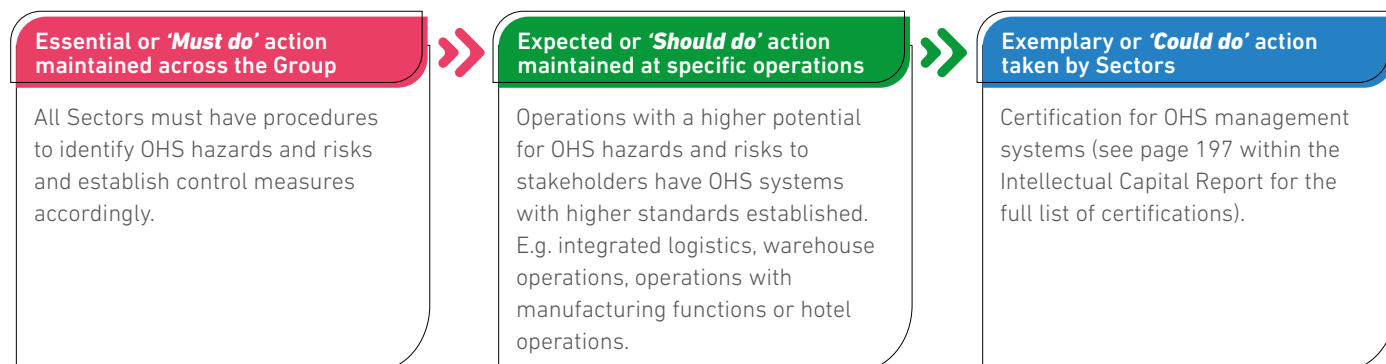 Essential or 'Must do' action
maintained across the Group
All Sectors must have procedures
to identify OHS hazards and risks
and establish control measures
accordingly.
Expected or 'Should do' action
maintained at specific operations
Operations with a higher potential
for OHS hazards and risks to
stakeholders have OHS systems
with higher standards established.
E.g. integrated logistics, warehouse
operations, operations with
manufacturing functions or hotel
operations.
Exemplary or 'Could do' action
taken by Sectors
Certification for OHS management
systems (see page 197 within the
Intellectual Capital Report for the
full list of certifications).